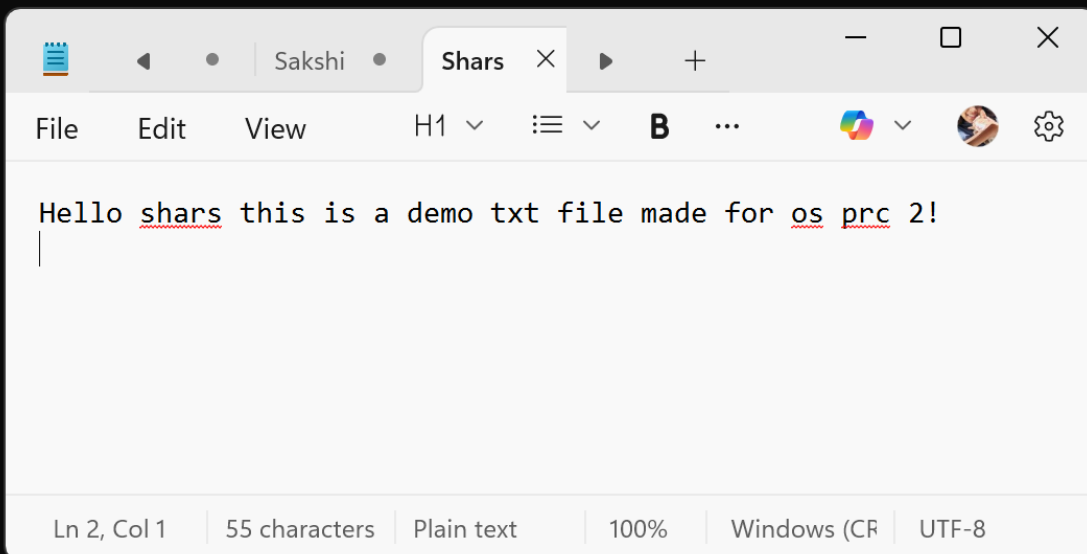 Sakshi
Shars
File Edit View H1 B ...
Hello shars this is a demo txt file made for os prc 2!
Ln 2, Col 1 55 characters Plain text 100% Windows (CR UTF-8